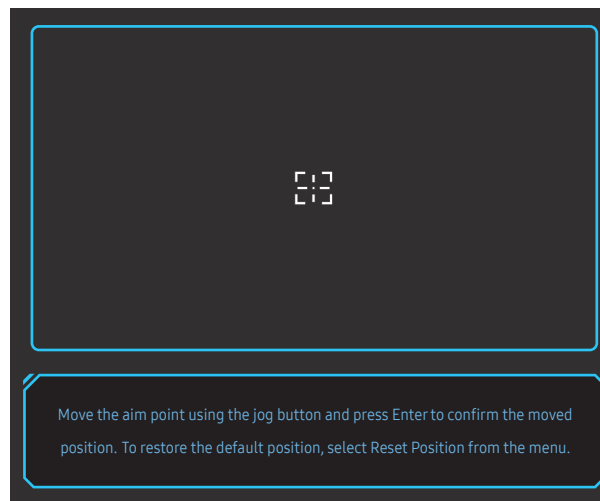 Move the aim point using the jog button and press Enter to confirm the moved
position. To restore the default position, select Reset Position from the menu.